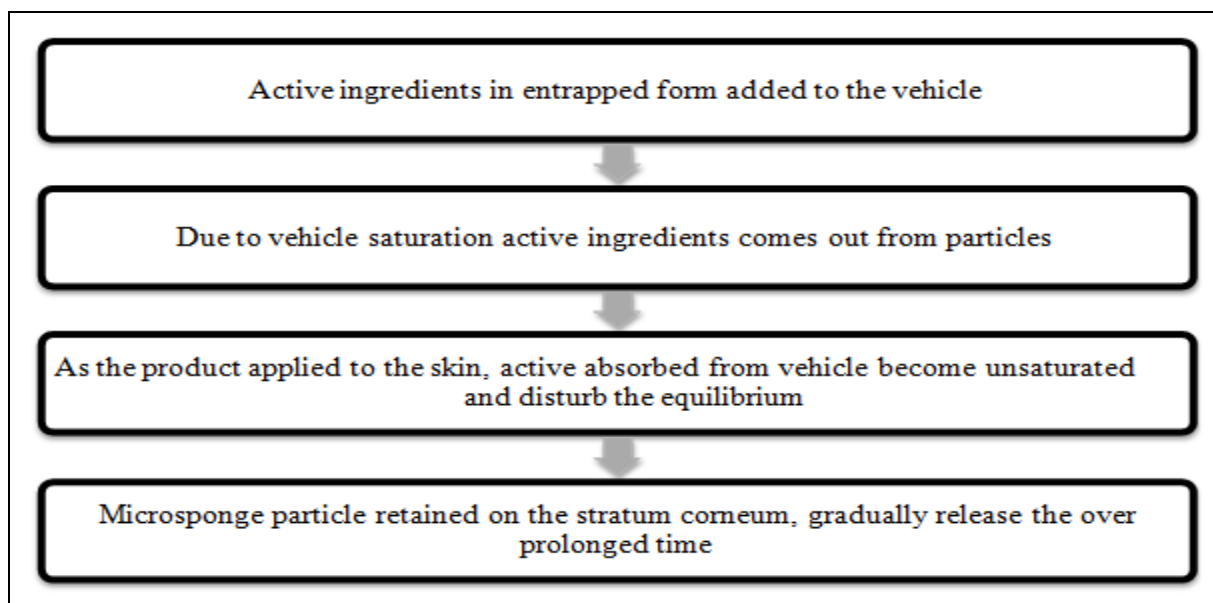 Active ingredients in entrapped form added to the vehicle
Due to vehicle saturation active ingredients comes out from particles
As the product applied to the skin, active absorbed from vehicle become unsaturated
and disturb the equilibrium
Microsponge particle retained on the stratum corneum, gradually release the over
prolonged time